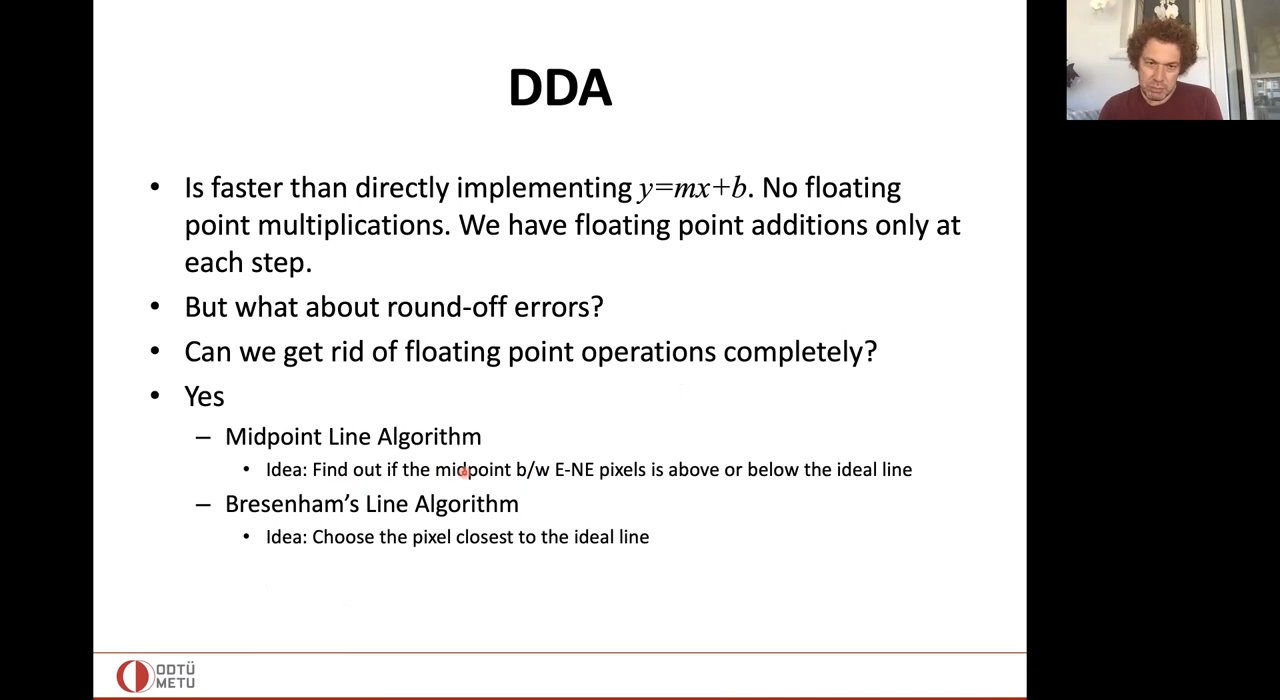 DDA
• Is faster than directly implementing y=mx+b. No floating
point multiplications. We have floating point additions only at
each step.
• But what about round-off errors?
• Can we get rid of floating point operations completely?
• Yes
– Midpoint Line Algorithm
• Idea: Find out if the midpoint b/w E-NE pixels is above or below the ideal line
– Bresenham’s Line Algorithm
• Idea: Choose the pixel closest to the ideal line
ODTÜ
METU